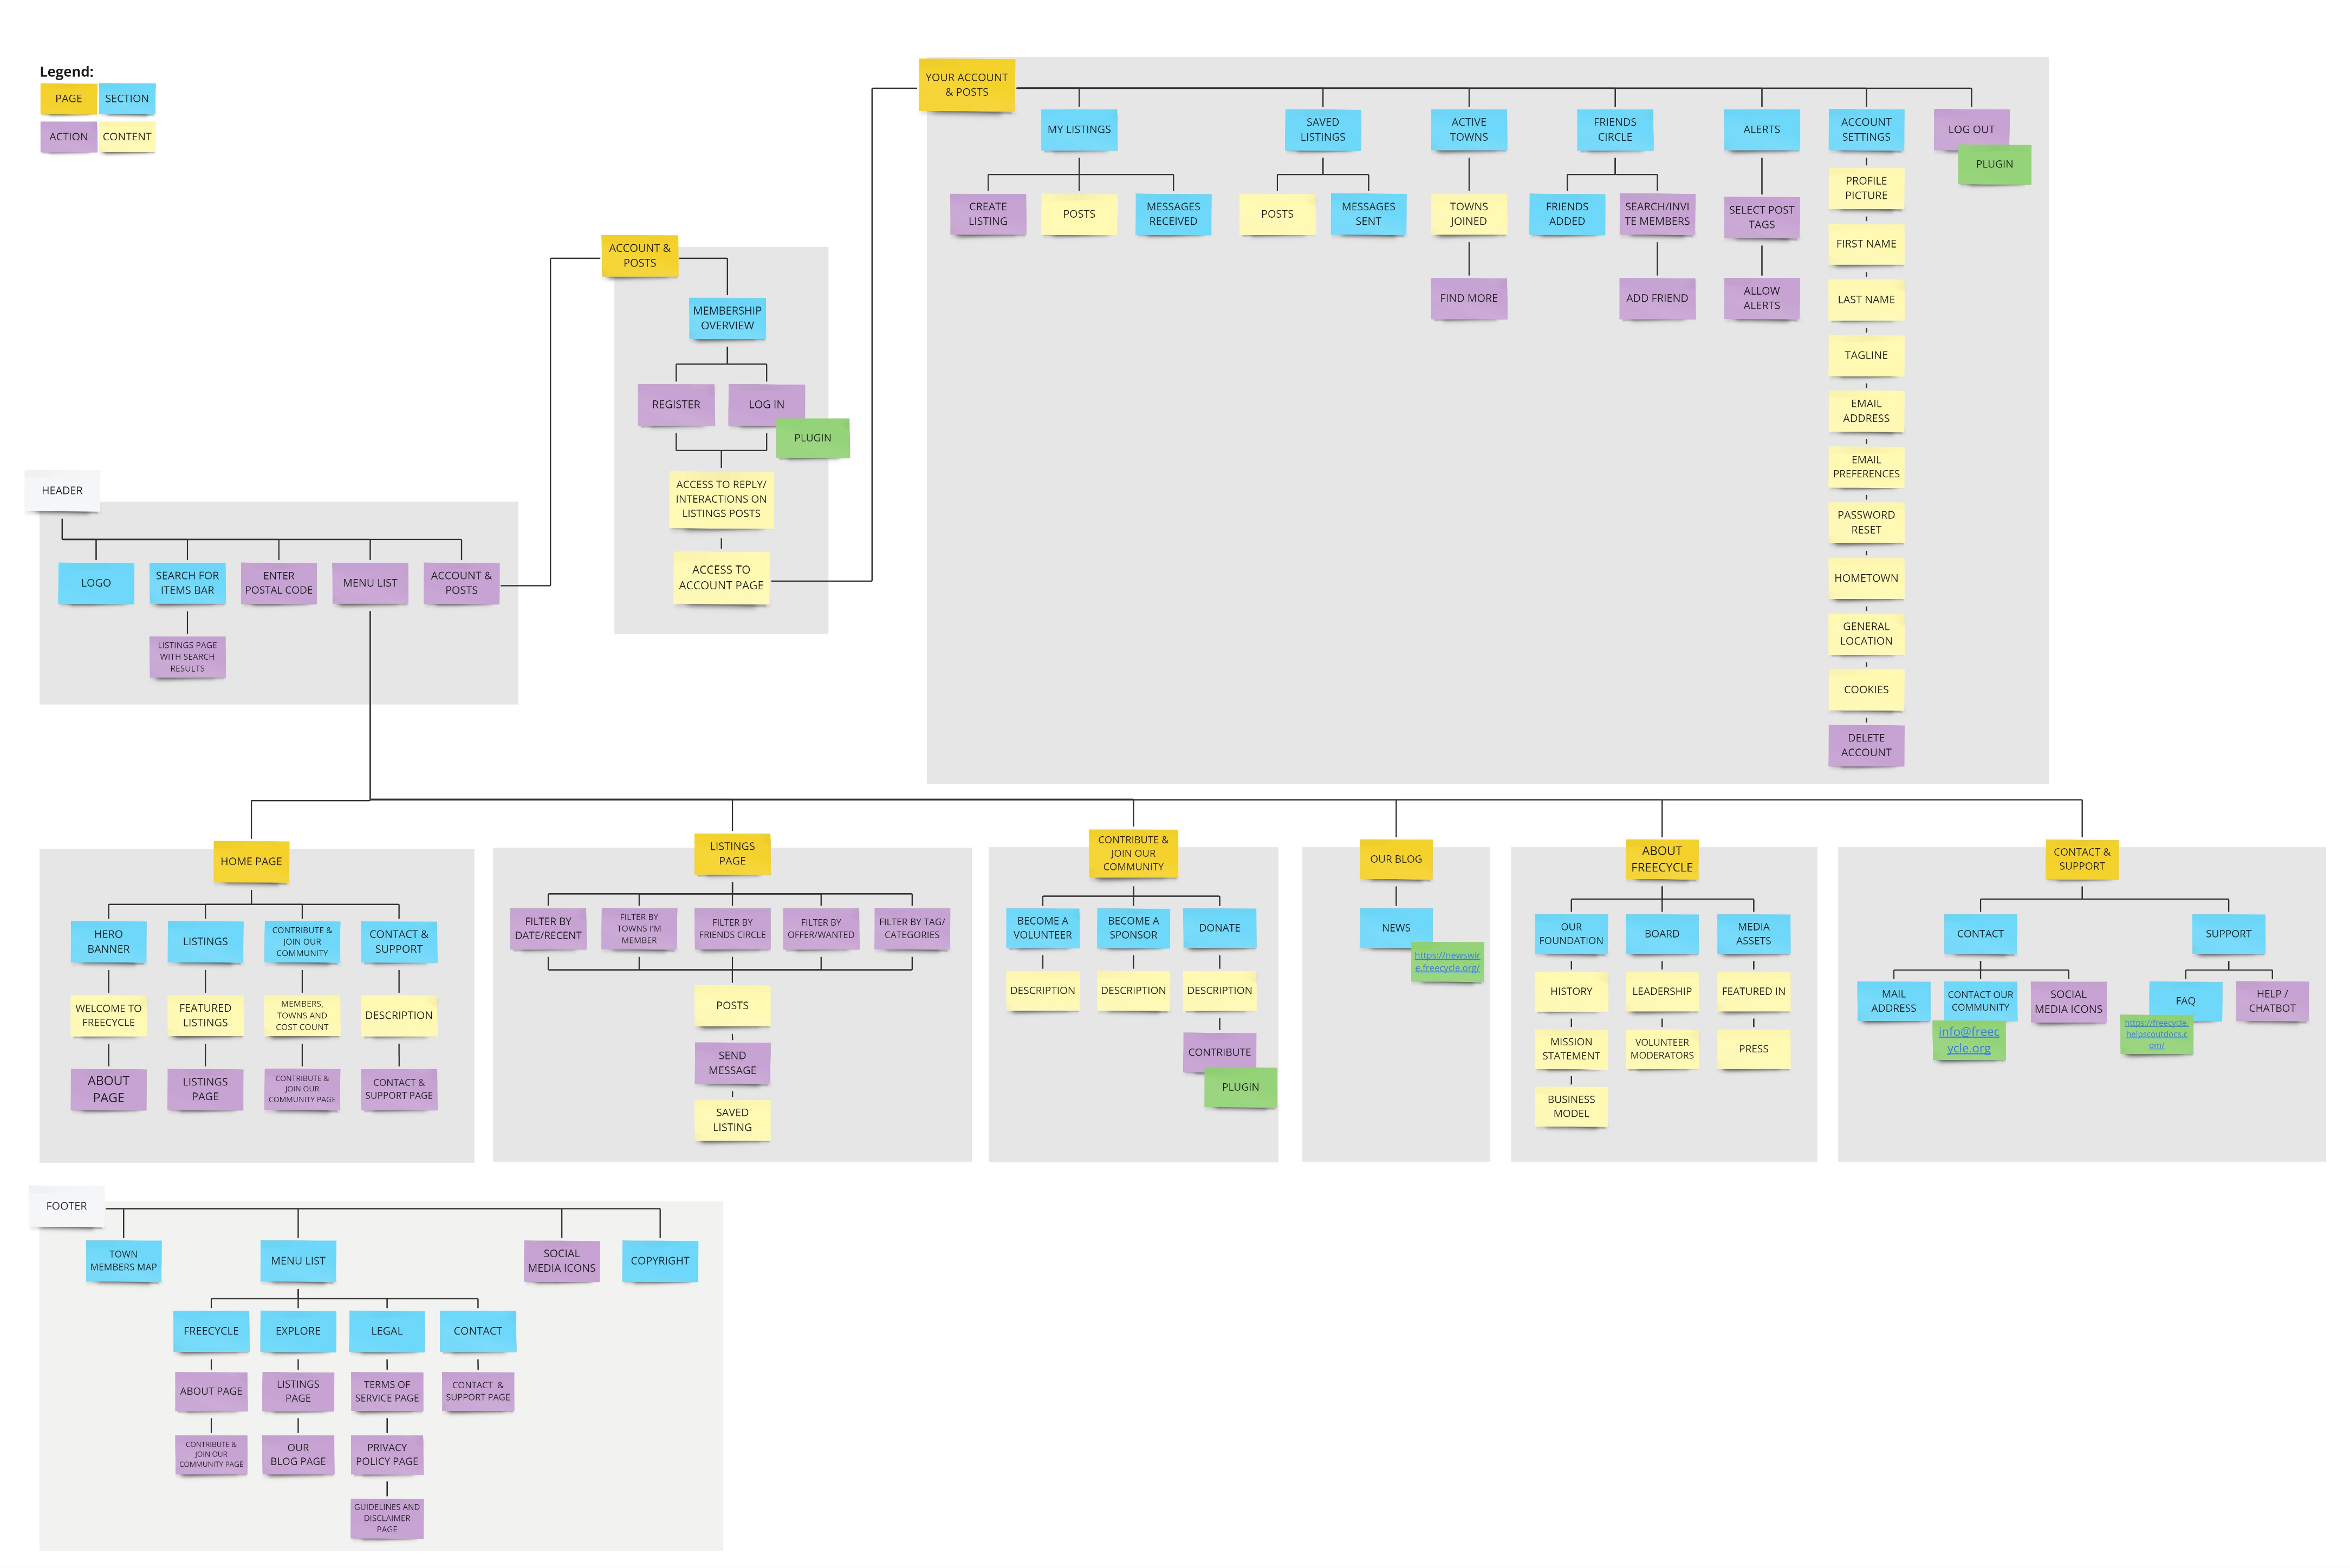 Legend:
PAGE
SECTION
ACTION
CONTENT
YOUR ACCOUNT
& POSTS
MY LISTINGS
SAVED
LISTINGS
ACTIVE
TOWNS
FRIENDS
CIRCLE
ALERTS
ACCOUNT
SETTINGS
LOG OUT
PLUGIN
CREATE
LISTING
POSTS
MESSAGES
RECEIVED
POSTS
MESSAGES
SENT
TOWNS
JOINED
FRIENDS
ADDED
SEARCH/INVI
TE MEMBERS
SELECT POST
TAGS
FIND MORE
ADD FRIEND
ALLOW
ALERTS
PROFILE
PICTURE
FIRST NAME
LAST NAME
TAGLINE
EMAIL
ADDRESS
EMAIL
PREFERENCES
PASSWORD
RESET
HOMETOWN
GENERAL
LOCATION
COOKIES
DELETE
ACCOUNT
ACCOUNT &
POSTS
MEMBERSHIP
OVERVIEW
REGISTER
LOG IN
PLUGIN
ACCESS TO REPLY/
INTERACTIONS ON
LISTINGS POSTS
ACCESS TO
ACCOUNT PAGE
HEADER
LOGO
SEARCH FOR
ITEMS BAR
ENTER
POSTAL CODE
MENU LIST
ACCOUNT &
POSTS
LISTINGS PAGE
WITH SEARCH
RESULTS
HOME PAGE
HERO
BANNER
LISTINGS
CONTRIBUTE &
JOIN OUR
COMMUNITY
CONTACT &
SUPPORT
WELCOME TO
FREECYCLE
FEATURED
LISTINGS
MEMBERS,
TOWNS AND
COST COUNT
DESCRIPTION
ABOUT
PAGE
LISTINGS
PAGE
CONTRIBUTE &
JOIN OUR
COMMUNITY PAGE
CONTACT &
SUPPORT PAGE
LISTINGS
PAGE
FILTER BY
DATE/RECENT
FILTER BY
TOWNS I'M
MEMBER
FILTER BY
FRIENDS CIRCLE
FILTER BY
OFFER/WANTED
FILTER BY TAG/
CATEGORIES
POSTS
SEND
MESSAGE
SAVED
LISTING
CONTRIBUTE &
JOIN OUR
COMMUNITY
BECOME A
VOLUNTEER
BECOME A
SPONSOR
DONATE
DESCRIPTION
DESCRIPTION
DESCRIPTION
CONTRIBUTE
PLUGIN
OUR BLOG
NEWS
https://newswir
e.freecycle.org/
ABOUT
FREECYCLE
OUR
FOUNDATION
BOARD
MEDIA
ASSETS
HISTORY
LEADERSHIP
FEATURED IN
MISSION
STATEMENT
VOLUNTEER
MODERATORS
PRESS
BUSINESS
MODEL
CONTACT &
SUPPORT
CONTACT
SUPPORT
MAIL
ADDRESS
CONTACT OUR
COMMUNITY
info@freec
ycle.org
SOCIAL
MEDIA ICONS
FAQ
https://freecycle.
helpscoutdocs.c
om/
HELP /
CHATBOT
FOOTER
TOWN
MEMBERS MAP
MENU LIST
SOCIAL
MEDIA ICONS
COPYRIGHT
FREECYCLE
EXPLORE
LEGAL
CONTACT
ABOUT PAGE
LISTINGS
PAGE
TERMS OF
SERVICE PAGE
CONTACT &
SUPPORT PAGE
CONTRIBUTE &
JOIN OUR
COMMUNITY PAGE
OUR
BLOG PAGE
PRIVACY
POLICY PAGE
GUIDELINES AND
DISCLAIMER
PAGE